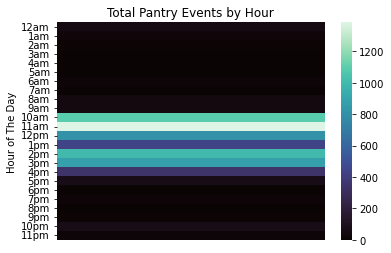 Total Pantry Events by Hour
Hour of The Day
12am
1am
2am
3am
4am
5am
6am
7am
8am
9am
10am
11am
12pm
1pm
2pm
3pm
4pm
5pm
6pm
7pm
8pm
9pm
10pm
11pm
1200
1000
800
600
400
200
0